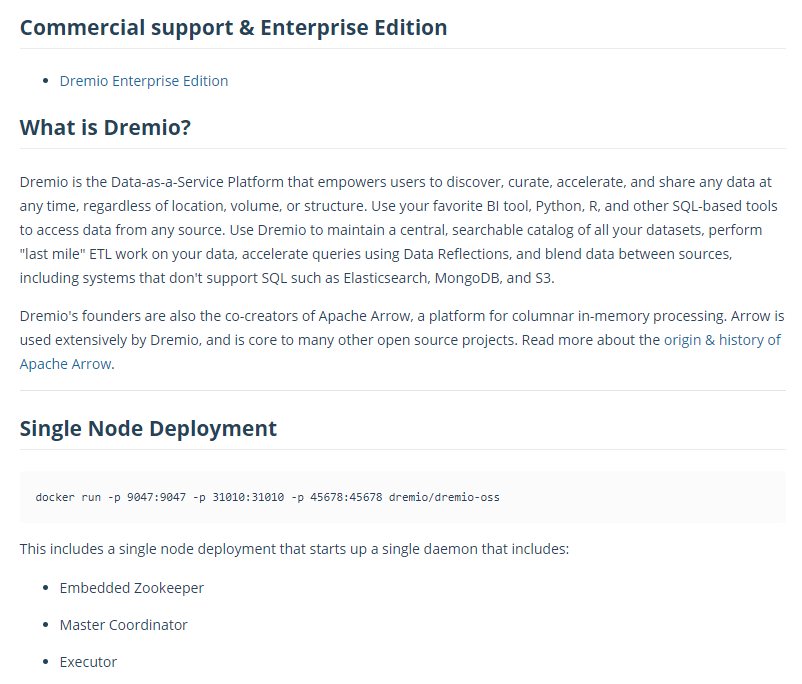 Commercial support & Enterprise Edition
Dremio Enterprise Edition
What is Dremio?
Dremio is the Data-as-a-Service Platform that empowers users to discover, curate, accelerate, and share any data at
any time, regardless of location, volume, or structure. Use your favorite BI tool, Python, R, and other SQL-based tools
to access data from any source. Use Dremio to maintain a central, searchable catalog of all your datasets, perform
"last mile" ETL work on your data, accelerate queries using Data Reflections, and blend data between sources,
including systems that don't support SQL such as Elasticsearch, MongoDB, and S3.
Dremio's founders are also the co-creators of Apache Arrow, a platform for columnar in-memory processing. Arrow is
used extensively by Dremio, and is core to many other open source projects. Read more about the origin & history of
Apache Arrow.
Single Node Deployment
docker run -p 9047:9047 -p 31010:31010 -p 45678:45678 dremio/dremio-oss
This includes a single node deployment that starts up a single daemon that includes:
Embedded Zookeeper
Master Coordinator
Executor